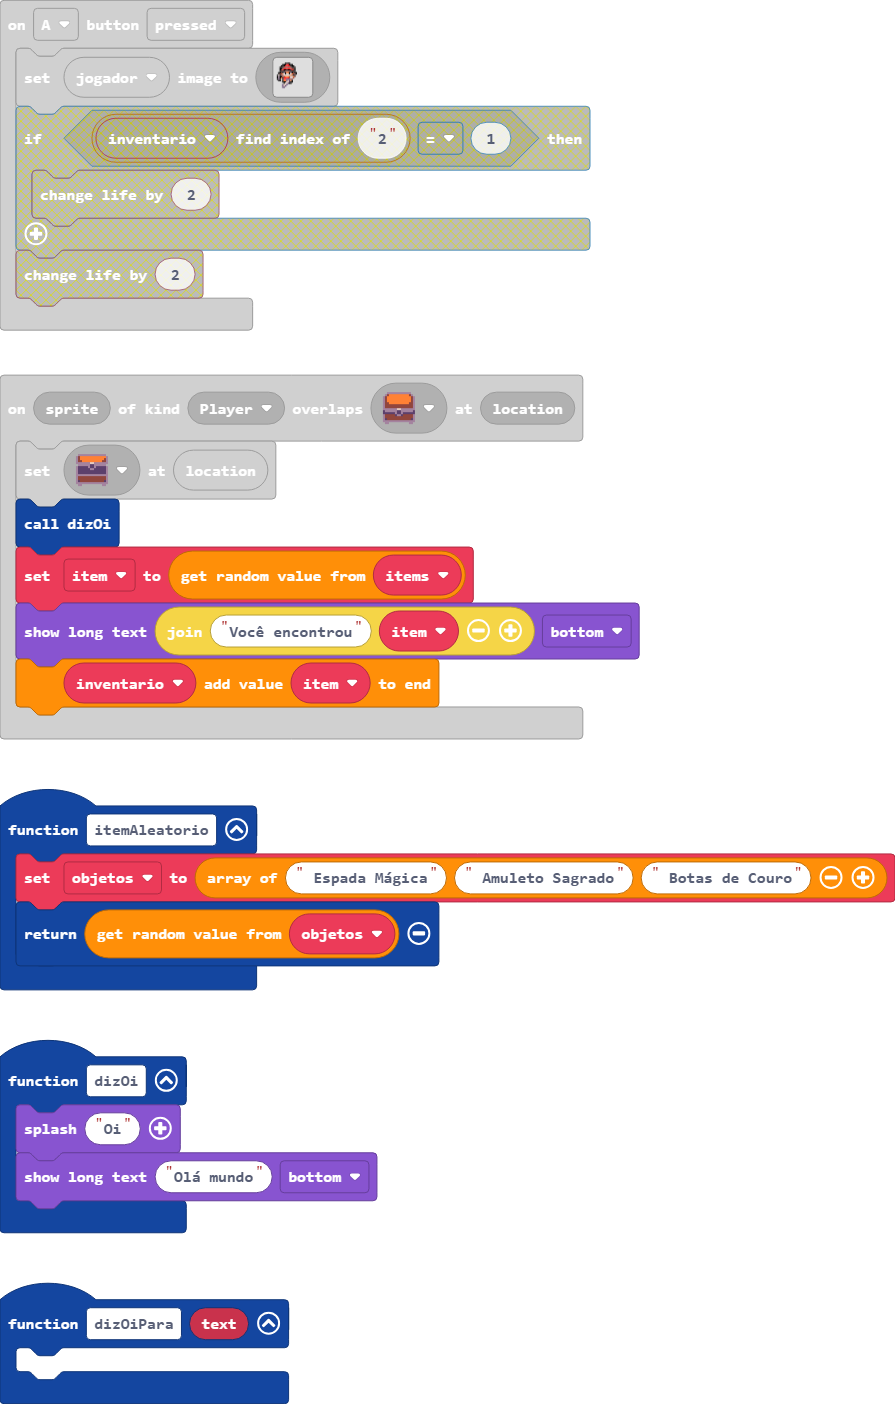 on A button pressed
set jogador image to
if inventario find index of "2" = 1 then
change life by 2
change life by 2
on sprite of kind Player overlaps at location
set at location
call dizOi
set item to get random value from items
show long text join "Você encontrou" item bottom
inventario add value item to end
function itemAleatorio
set objetos to array of " Espada Mágica" " Amuleto Sagrado" " Botas de Couro"
return get random value from objetos
function dizOi
splash "Oi"
show long text "Olá mundo" bottom
function dizOiPara text